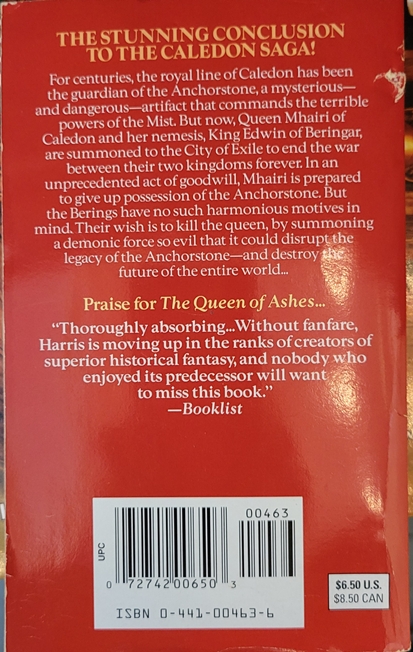 THE STUNNING CONCLUSION
TO THE CALEDON SAGA!
For centuries, the royal line of Caledon has been
the guardian of the Anchorstone, a mysterious—
and dangerous—artifact that commands the terrible
powers of the Mist. But now, Queen Mhairi of
Caledon and her nemesis, King Edwin of Beringar,
are summoned to the City of Exile to end the war
between their two kingdoms forever. In an
unprecedented act of goodwill, Mhairi is prepared
to give up possession of the Anchorstone. But
the Berings have no such harmonious motives in
mind. Their wish is to kill the queen, by summoning
a demonic force so evil that it could disrupt the
legacy of the Anchorstone—and destroy the
future of the entire world...
Praise for The Queen of Ashes...
“Thoroughly absorbing...Without fanfare,
Harris is moving up in the ranks of creators of
superior historical fantasy, and nobody who
enjoyed its predecessor will want
to miss this book.”
—Booklist
00463
UPC
0 72742 00650 3
ISBN 0-441-00463-6
$6.50 U.S.
$8.50 CAN